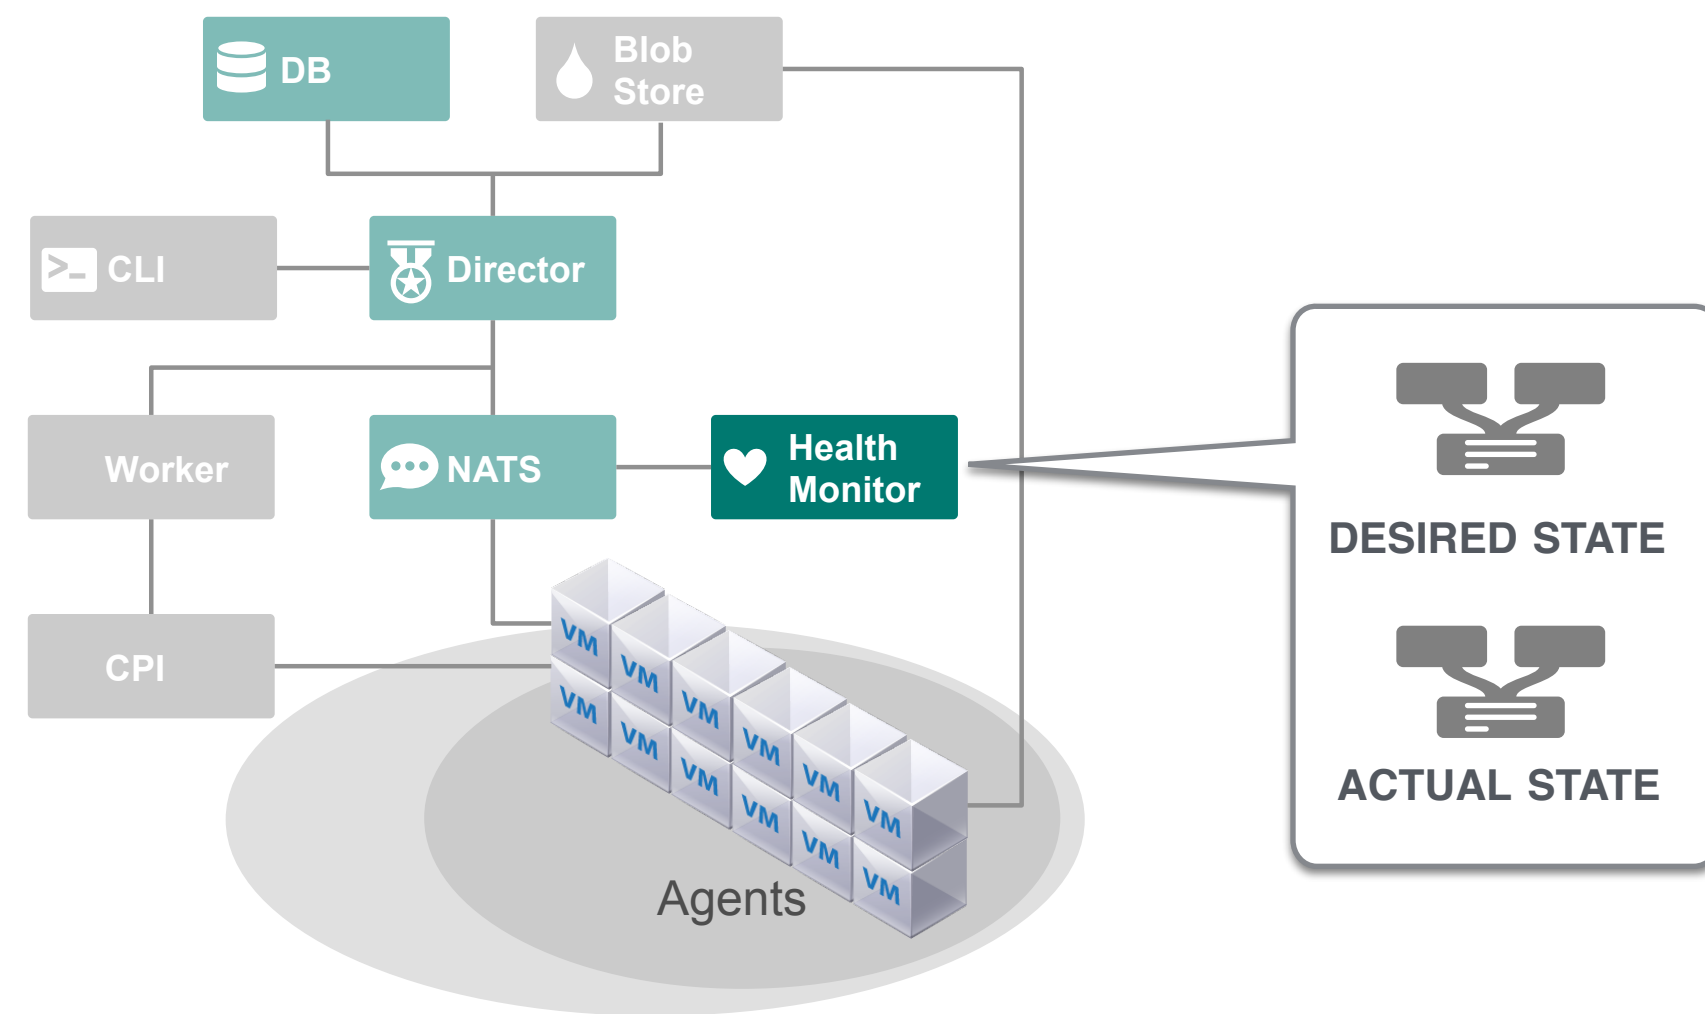 DB
Blob
Store
>_ CLI
Director
Worker
NATS
Health
Monitor
CPI
DESIRED STATE
ACTUAL STATE
VM
VM
VM
VM
VM
VM
VM
VM
VM
VM
VM
VM
Agents